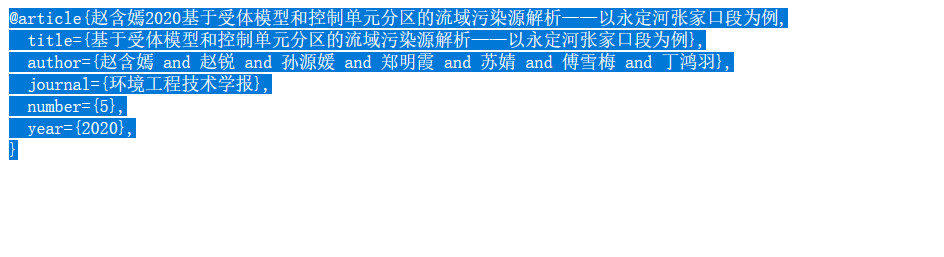 @article{赵含嫣2020基于受体模型和控制单元分区的流域污染源解析——以永定河张家口段为例,
  title={基于受体模型和控制单元分区的流域污染源解析——以永定河张家口段为例},
  author={赵含嫣 and 赵锐 and 孙源媛 and 郑明霞 and 苏婧 and 傅雪梅 and 丁鸿羽},
  journal={环境工程技术学报},
  number={5},
  year={2020},
}